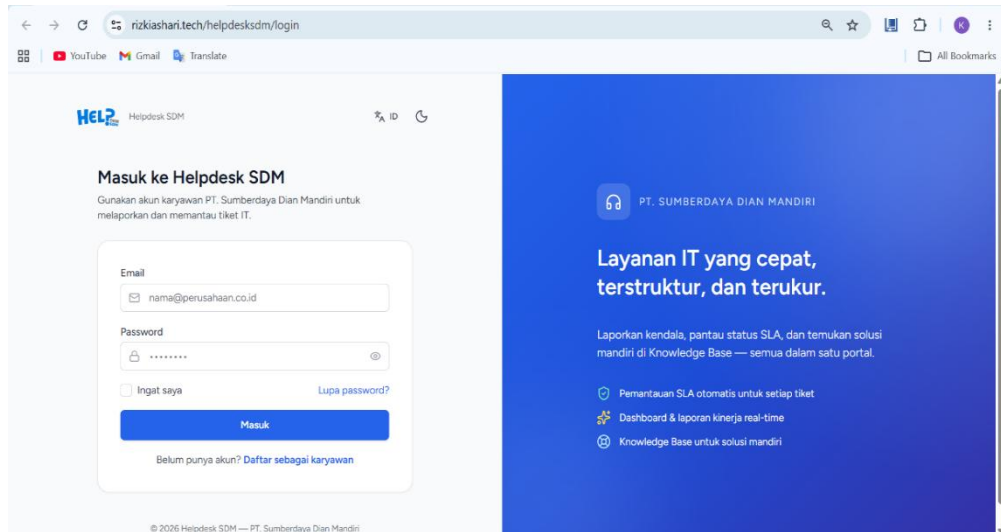 rizkiashari.tech/helpdesksdm/login
K
YouTube
Gmail
Translate
All Bookmarks
HELP
Helpdesk SDM
ID
Masuk ke Helpdesk SDM
Gunakan akun karyawan PT. Sumberdaya Dian Mandiri untuk
melaporkan dan memantau tiket IT.
Email
nama@perusahaan.co.id
Password
Ingat saya
Lupa password?
Masuk
Belum punya akun? Daftar sebagai karyawan
© 2026 Helpdesk SDM — PT. Sumberdaya Dian Mandiri
PT. SUMBERDAYA DIAN MANDIRI
Layanan IT yang cepat,
terstruktur, dan terukur.
Laporkan kendala, pantau status SLA, dan temukan solusi
mandiri di Knowledge Base — semua dalam satu portal.
Pemantauan SLA otomatis untuk setiap tiket
Dashboard & laporan kinerja real-time
Knowledge Base untuk solusi mandiri